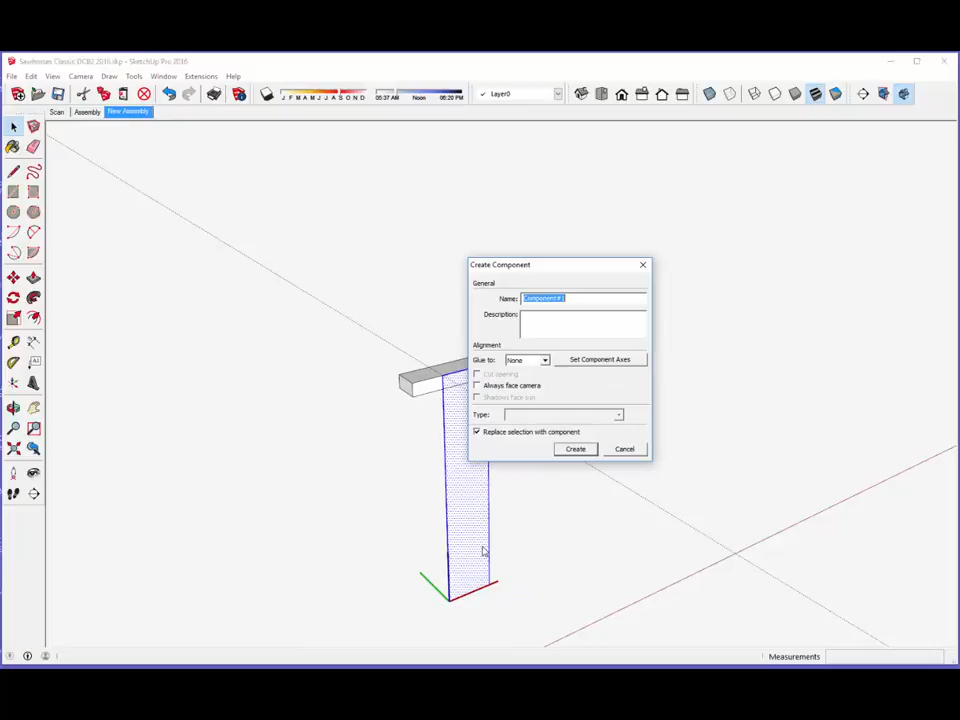 Sawhorses Classic DCB2 2016.skp - SketchUp Pro 2016
File Edit View Camera Draw Tools Window Extensions Help
J F M A M J J A S O N D 05:37 AM Noon 06:20 PM Layer0
Scan Assembly New Assembly
Create Component
General
Name: Component#1
Description:
Alignment
Glue to: None Set Component Axes
Cut opening
Always face camera
Shadows face sun
Type:
Replace selection with component
Create Cancel
Measurements